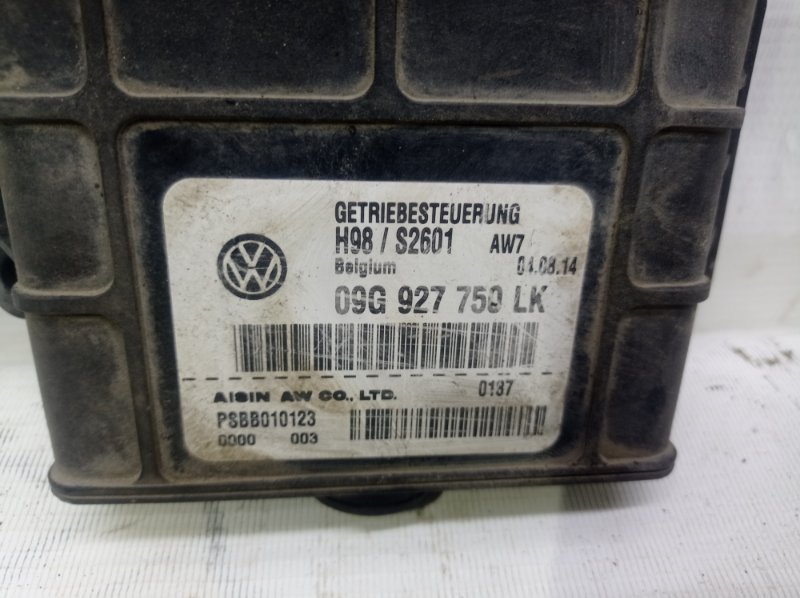 GETRIEBESTEUERUNG
H98 / S2601 AW7
Belgium 01.08.14
09G 927 750 LK
AISIN AW CO., LTD. 0137
PSBB010123
0000 003